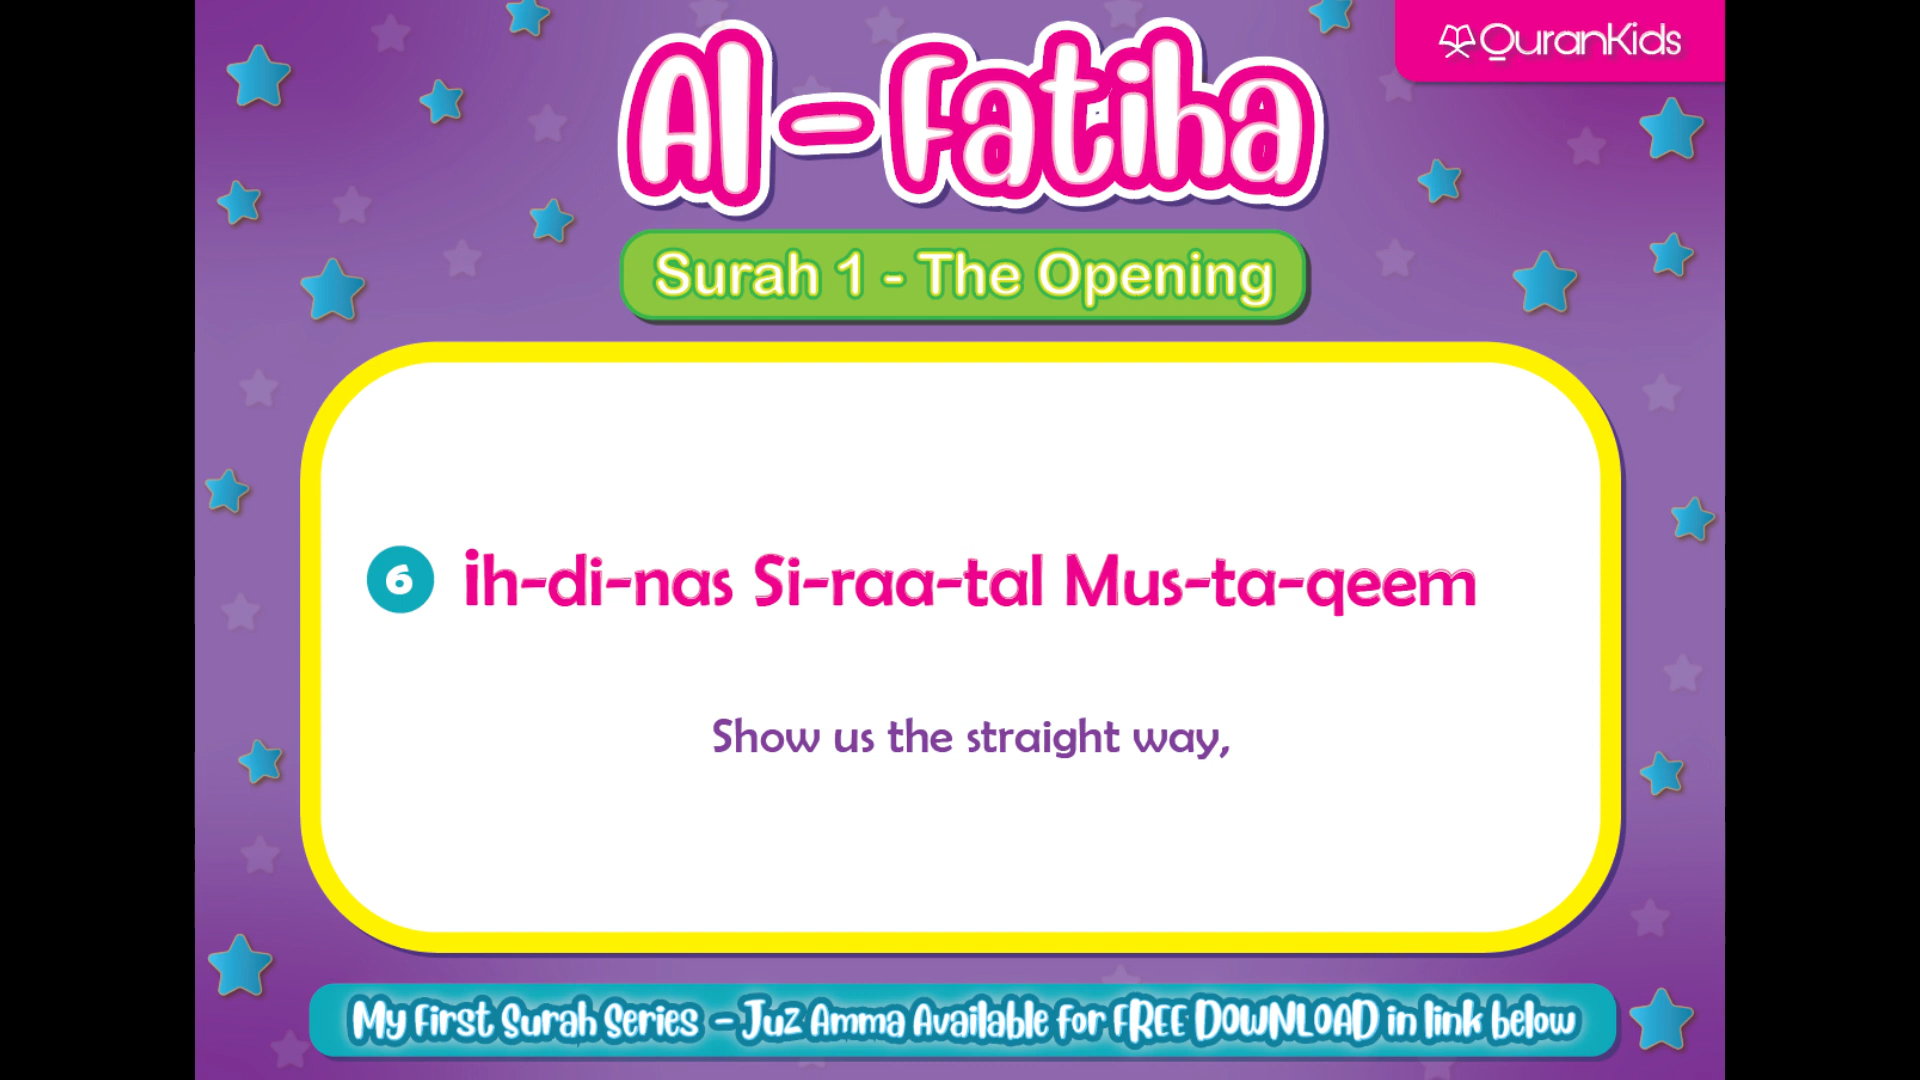 QuranKids
Al-Fatiha
Surah 1 - The Opening
6 ih-di-nas Si-raa-tal Mus-ta-qeem
Show us the straight way,
My First Surah Series - Juz Amma Available for FREE DOWNLOAD in link below